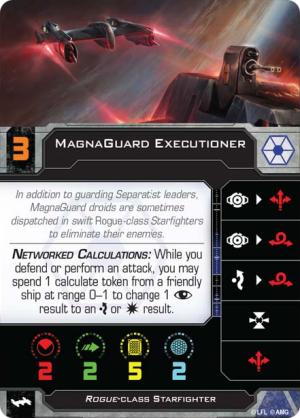 3 MagnaGuard Executioner
In addition to guarding Separatist leaders,
MagnaGuard droids are sometimes
dispatched in swift Rogue-class Starfighters
to eliminate their enemies.
Networked Calculations: While you
defend or perform an attack, you may
spend 1 calculate token from a friendly
ship at range 0–1 to change 1
result to an or result.
2 2 5 2
Rogue-class Starfighter
©LFL ©AMG